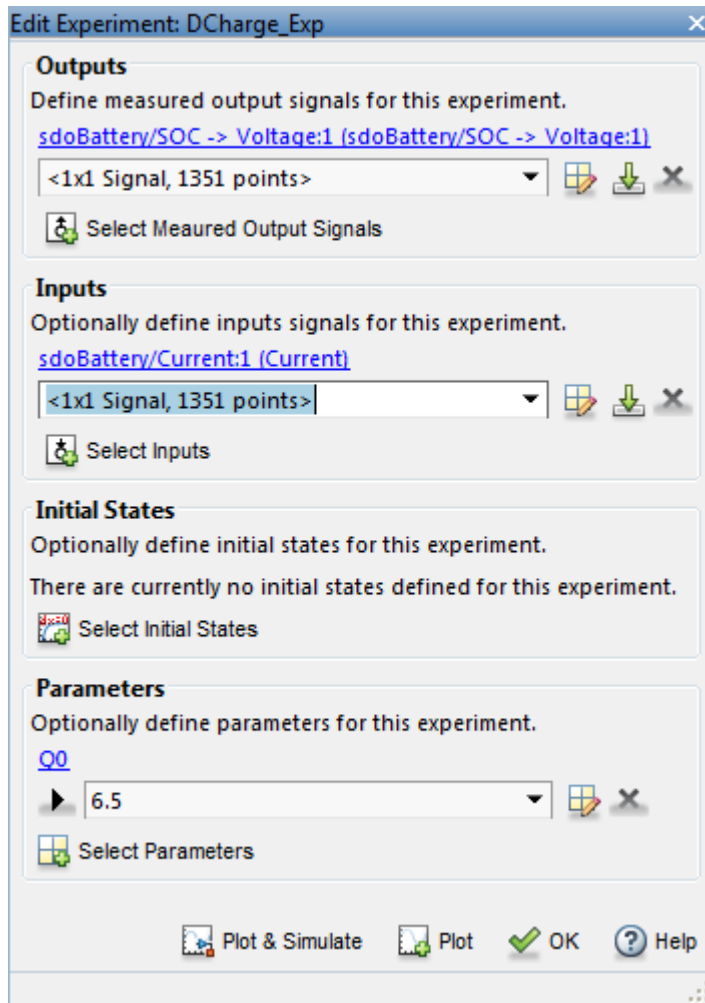 Edit Experiment: DCharge_Exp
Outputs
Define measured output signals for this experiment.
sdoBattery/SOC -> Voltage:1 (sdoBattery/SOC -> Voltage:1)
<1x1 Signal, 1351 points>
Select Meaured Output Signals
Inputs
Optionally define inputs signals for this experiment.
sdoBattery/Current:1 (Current)
<1x1 Signal, 1351 points>
Select Inputs
Initial States
Optionally define initial states for this experiment.
There are currently no initial states defined for this experiment.
Select Initial States
Parameters
Optionally define parameters for this experiment.
Q0
6.5
Select Parameters
Plot & Simulate Plot OK Help